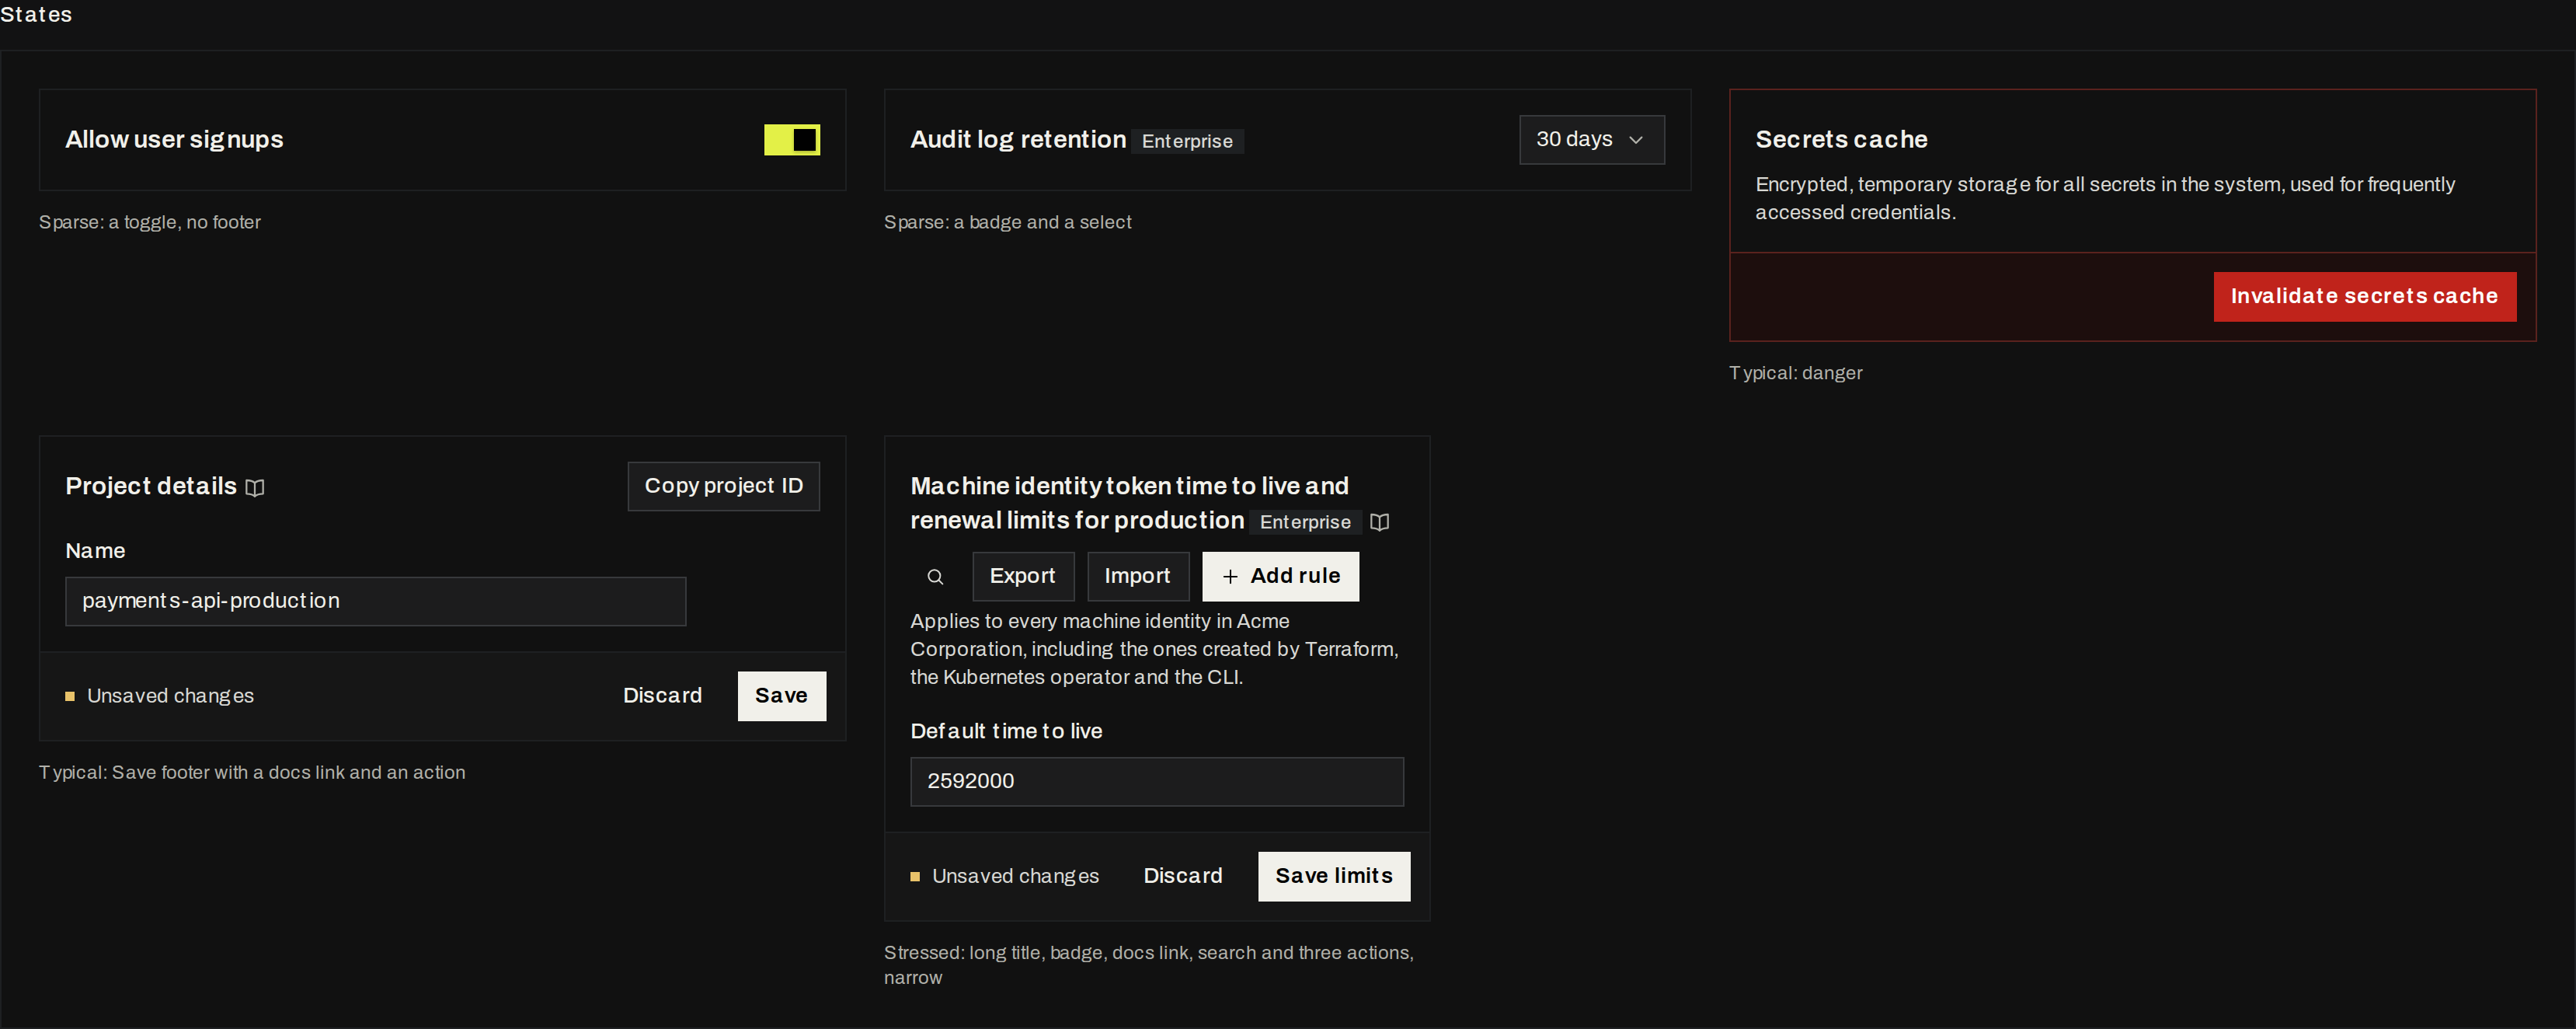 States
Allow user signups
Sparse: a toggle, no footer
Audit log retention Enterprise
30 days
Sparse: a badge and a select
Secrets cache
Encrypted, temporary storage for all secrets in the system, used for frequently
accessed credentials.
Invalidate secrets cache
Typical: danger
Project details
Copy project ID
Name
payments-api-production
Unsaved changes
Discard
Save
Typical: Save footer with a docs link and an action
Machine identity token time to live and
renewal limits for production Enterprise
Export
Import
Add rule
Applies to every machine identity in Acme
Corporation, including the ones created by Terraform,
the Kubernetes operator and the CLI.
Default time to live
2592000
Unsaved changes
Discard
Save limits
Stressed: long title, badge, docs link, search and three actions,
narrow